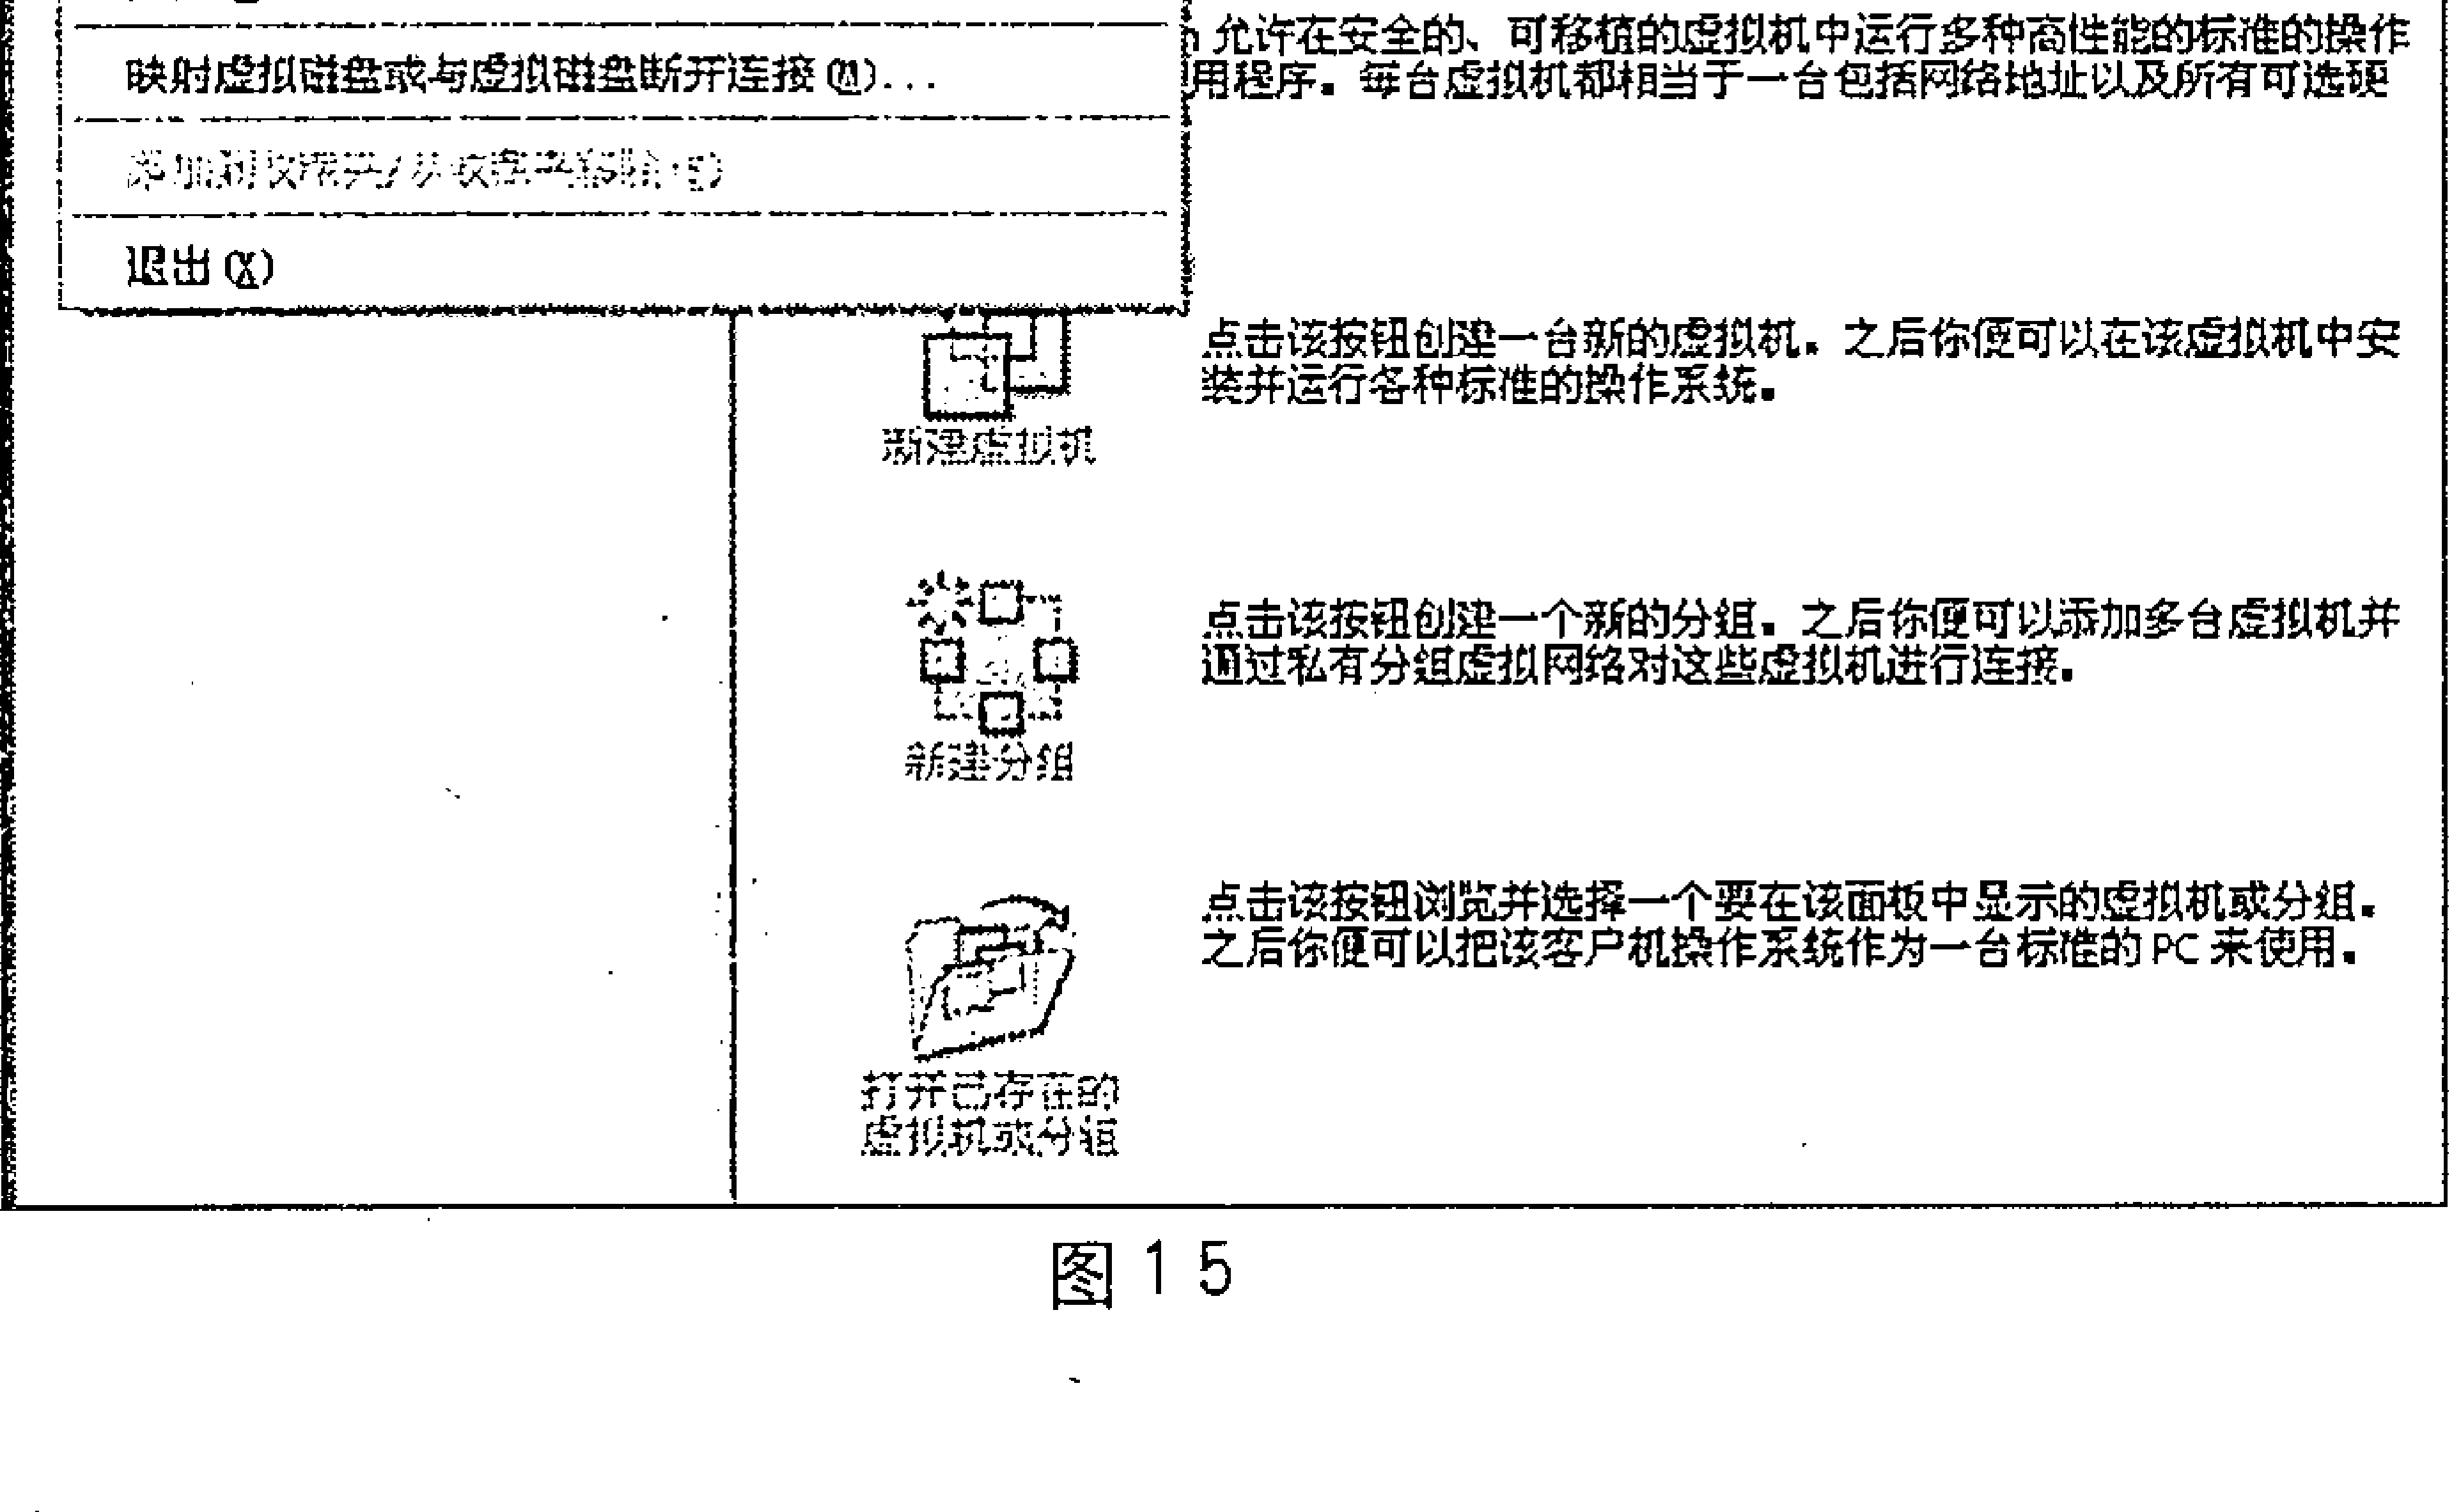 允许在安全的、可移植的虚拟机中运行多种高性能的标准的操作
用程序。每台虚拟机都相当于一台包括网络地址以及所有可选硬
映射虚拟磁盘或与虚拟磁盘断开连接(M)...
退出(X)
点击该按钮创建一台新的虚拟机。之后你便可以在该虚拟机中安
装并运行各种标准的操作系统。
新建虚拟机
点击该按钮创建一个新的分组。之后你便可以添加多台虚拟机并
通过私有分组虚拟网络对这些虚拟机进行连接。
新建分组
点击该按钮浏览并选择一个要在该面板中显示的虚拟机或分组。
之后你便可以把该客户机操作系统作为一台标准的 PC 来使用。
打开已存在的
虚拟机或分组
图 1 5